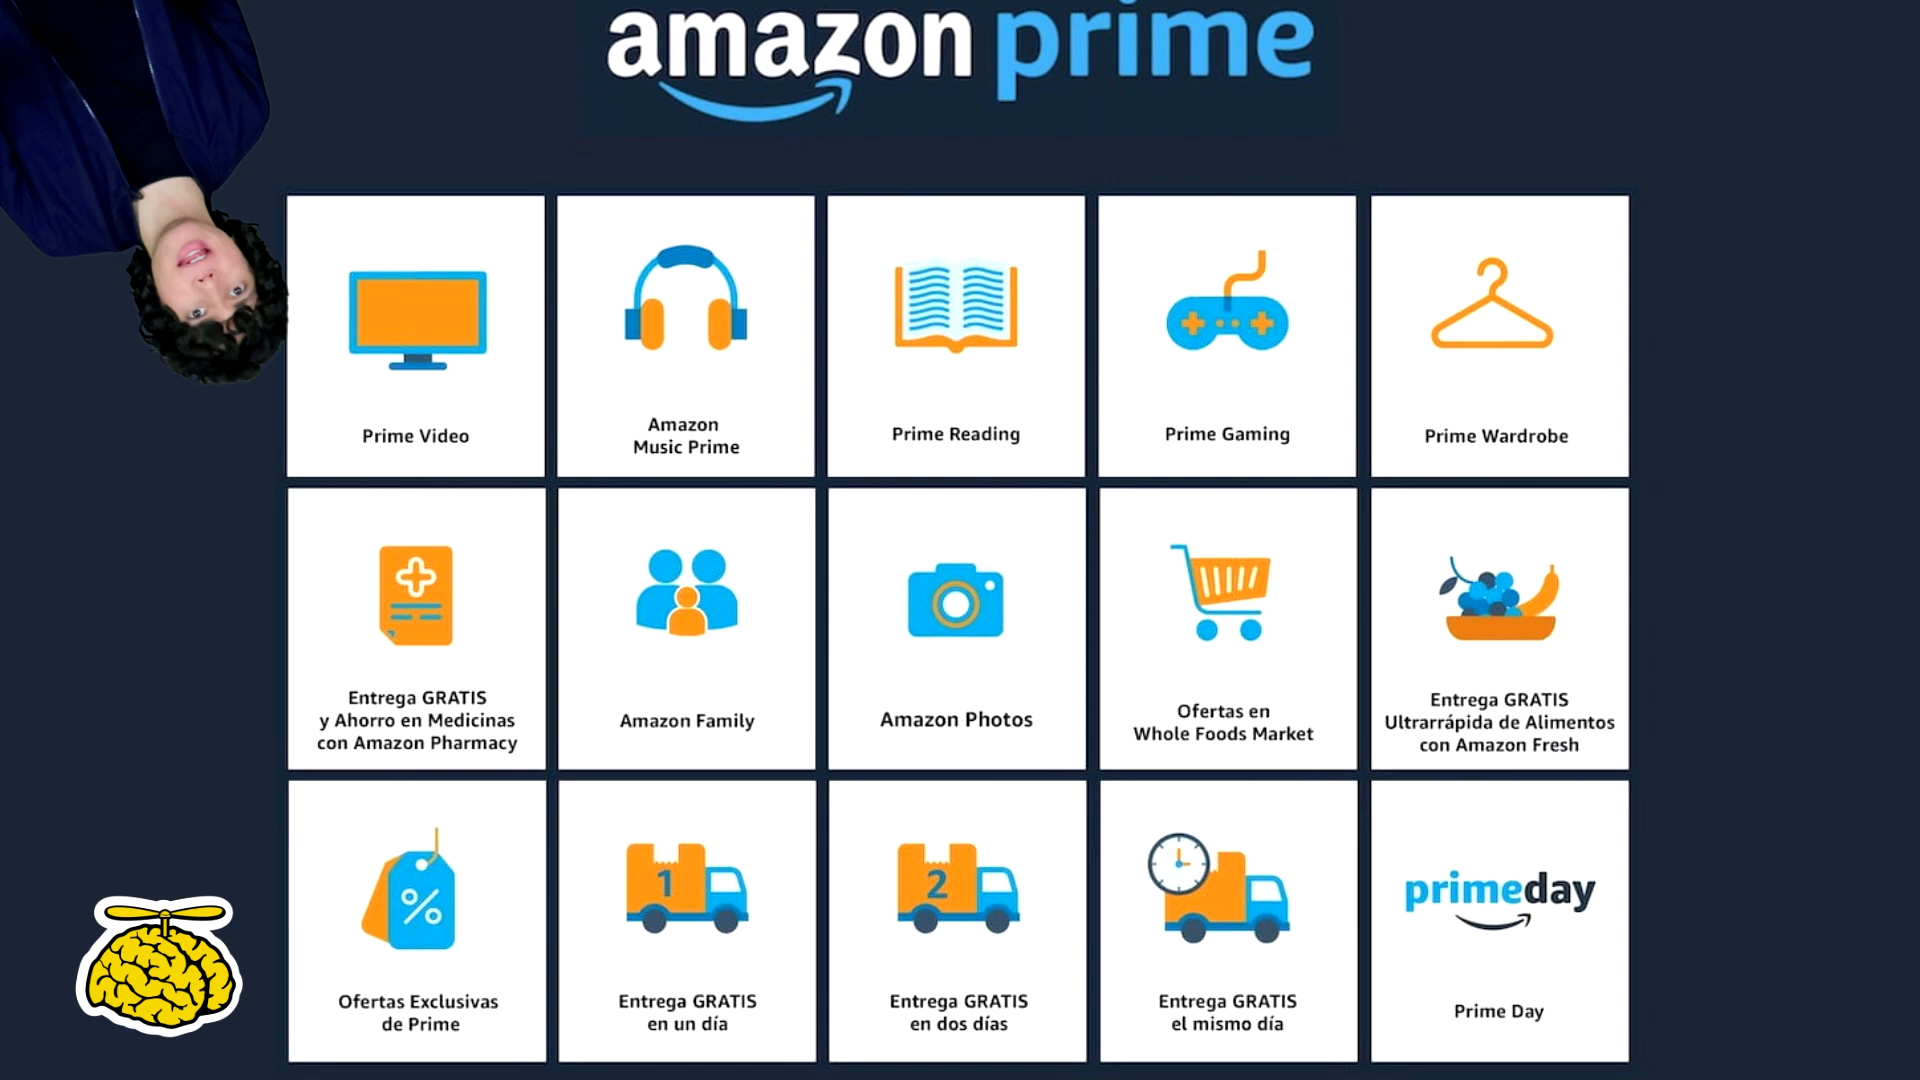 amazon prime
Prime Video
Amazon
Music Prime
Prime Reading
Prime Gaming
Prime Wardrobe
Entrega GRATIS
y Ahorro en Medicinas
con Amazon Pharmacy
Amazon Family
Amazon Photos
Ofertas en
Whole Foods Market
Entrega GRATIS
Ultrarrápida de Alimentos
con Amazon Fresh
%
Ofertas Exclusivas
de Prime
1
Entrega GRATIS
en un día
2
Entrega GRATIS
en dos días
Entrega GRATIS
el mismo día
primeday
Prime Day